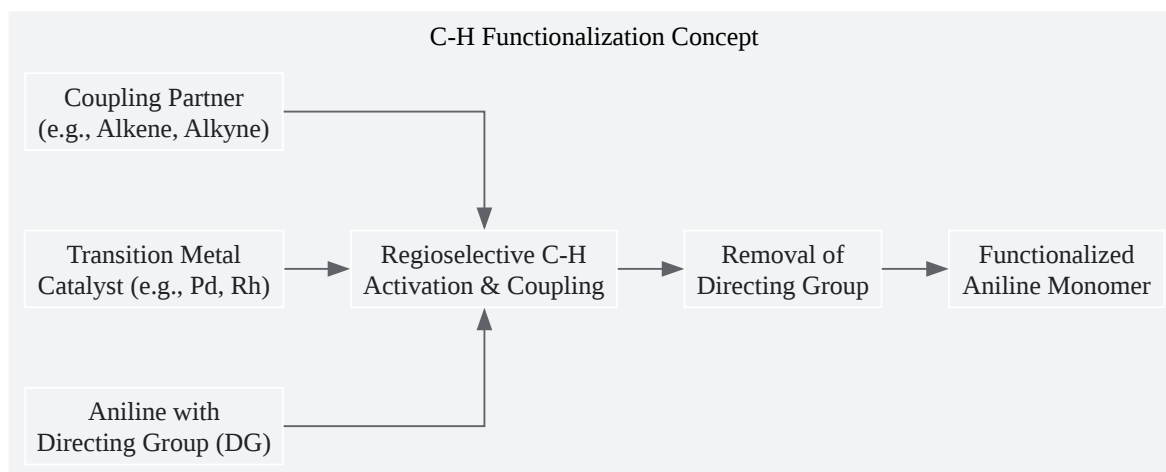 C-H Functionalization Concept
Coupling Partner
(e.g., Alkene, Alkyne)
Transition Metal
Catalyst (e.g., Pd, Rh)
Regioselective C-H
Activation & Coupling
Removal of
Directing Group
Functionalized
Aniline Monomer
Aniline with
Directing Group (DG)